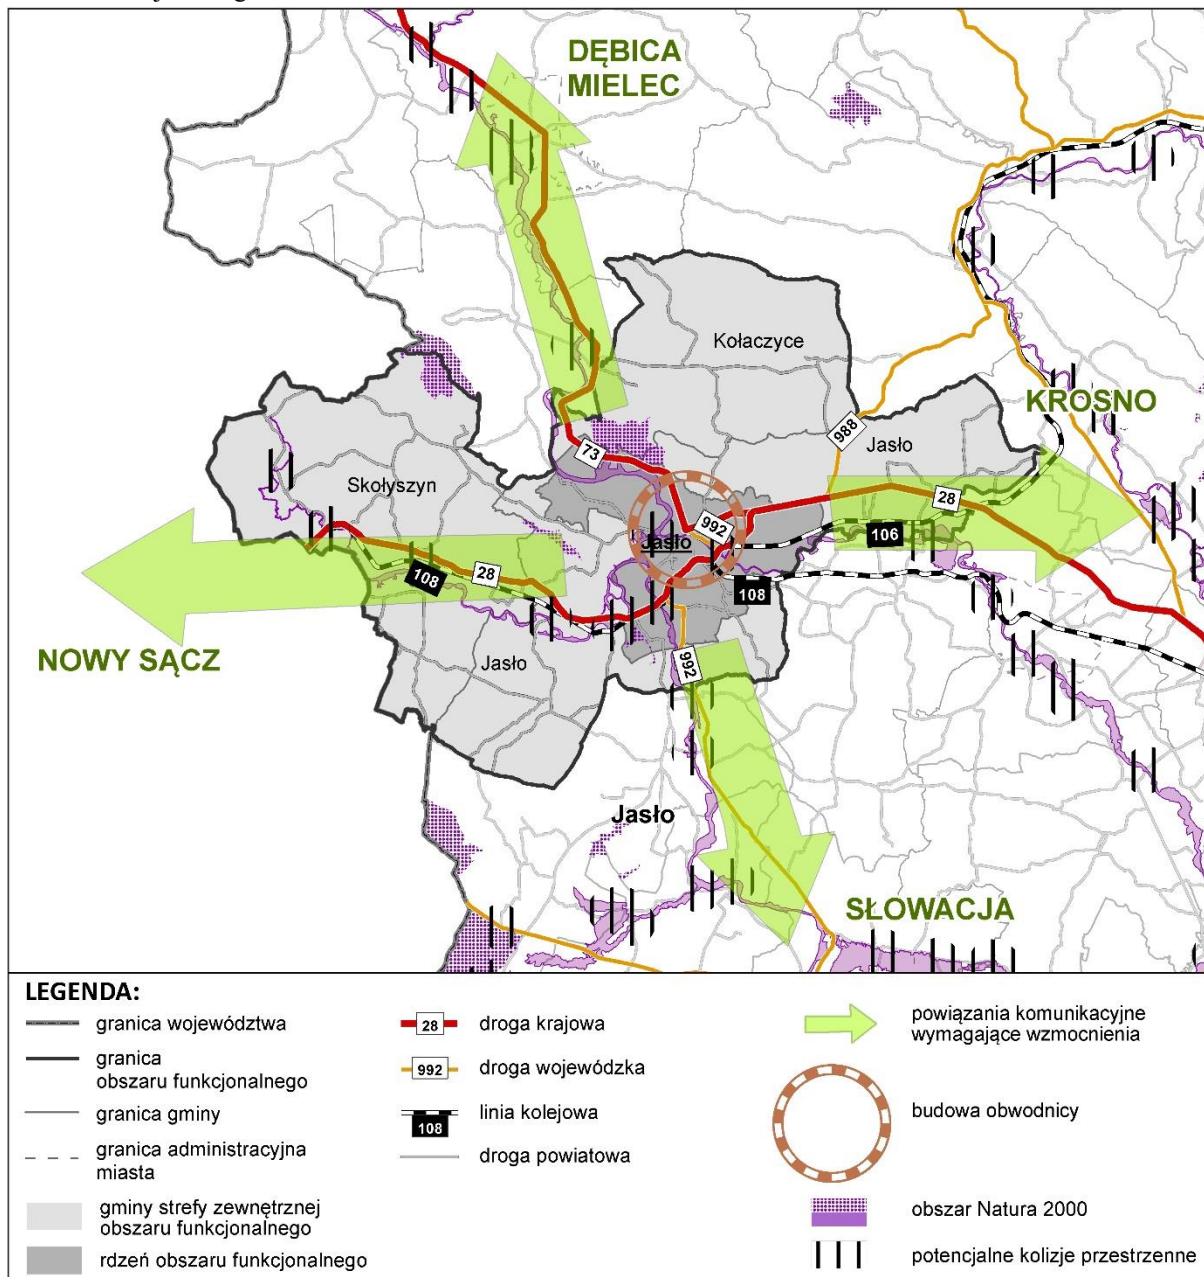 DĘBICA
MIELEC
Kołaczyce
KROSNO
988
Jasło
73
Skołyszyn
28
992
Jasło
106
108
28
108
NOWY SĄCZ
Jasło
992
Jasło
SŁOWACJA
LEGENDA:
granica województwa
granica
obszaru funkcjonalnego
granica gminy
granica administracyjna
miasta
gminy strefy zewnętrznej
obszaru funkcjonalnego
rdzeń obszaru funkcjonalnego
28 droga krajowa
992 droga wojewódzka
linia kolejowa
108
droga powiatowa
powiązania komunikacyjne
wymagające wzmocnienia
budowa obwodnicy
obszar Natura 2000
potencjalne kolizje przestrzenne